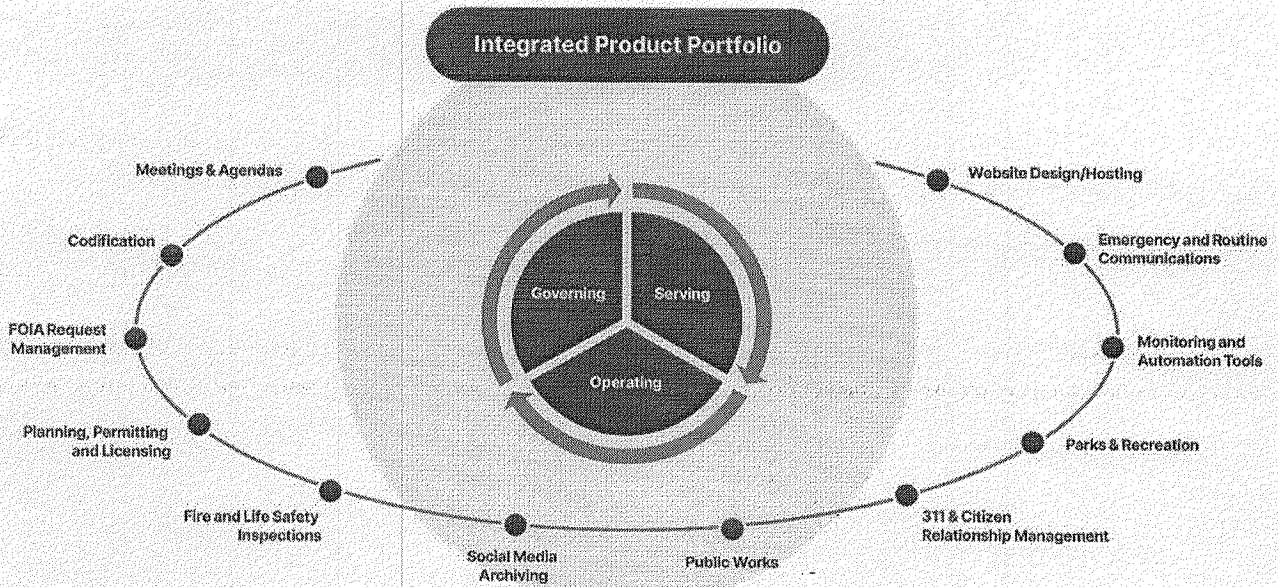 Integrated Product Portfolio
Meetings & Agendas
Website Design/Hosting
Codification
Emergency and Routine
Communications
Governing
Serving
FOIA Request
Management
Monitoring and
Automation Tools
Operating
Planning, Permitting
and Licensing
Parks & Recreation
Fire and Life Safety
Inspections
311 & Citizen
Relationship Management
Social Media
Archiving
Public Works